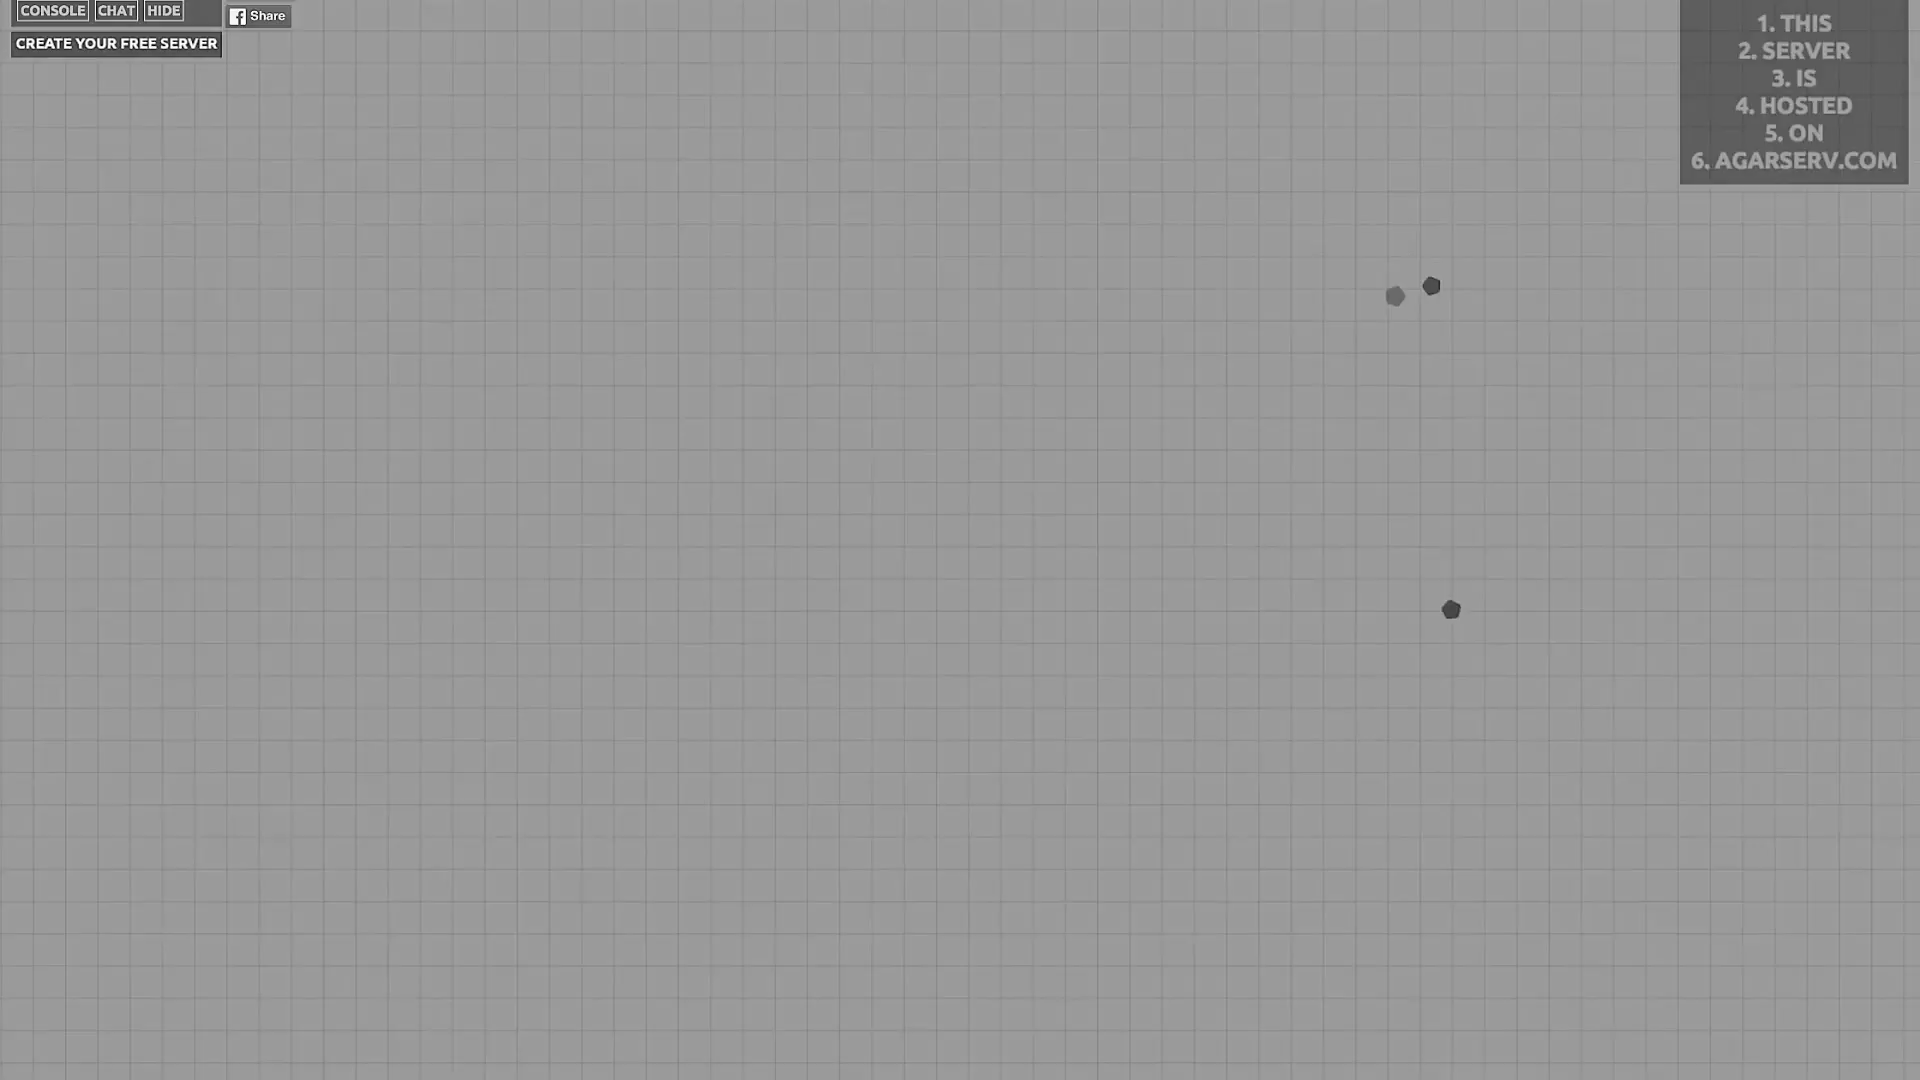 CONSOLE CHAT HIDE
Share
CREATE YOUR FREE SERVER
1. THIS
2. SERVER
3. IS
4. HOSTED
5. ON
6. AGARSERV.COM